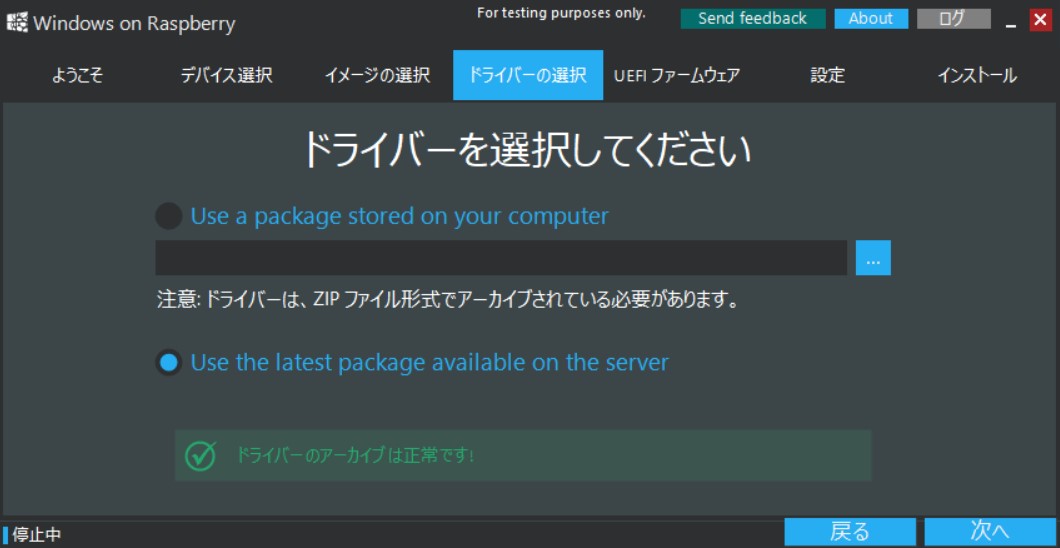 Windows on Raspberry
For testing purposes only.
Send feedback
About
ログ
ようこそ
デバイス選択
イメージの選択
ドライバーの選択
UEFI ファームウェア
設定
インストール
ドライバーを選択してください
Use a package stored on your computer
...
注意: ドライバーは、ZIP ファイル形式でアーカイブされている必要があります。
Use the latest package available on the server
ドライバーのアーカイブは正常です!
停止中
戻る
次へ